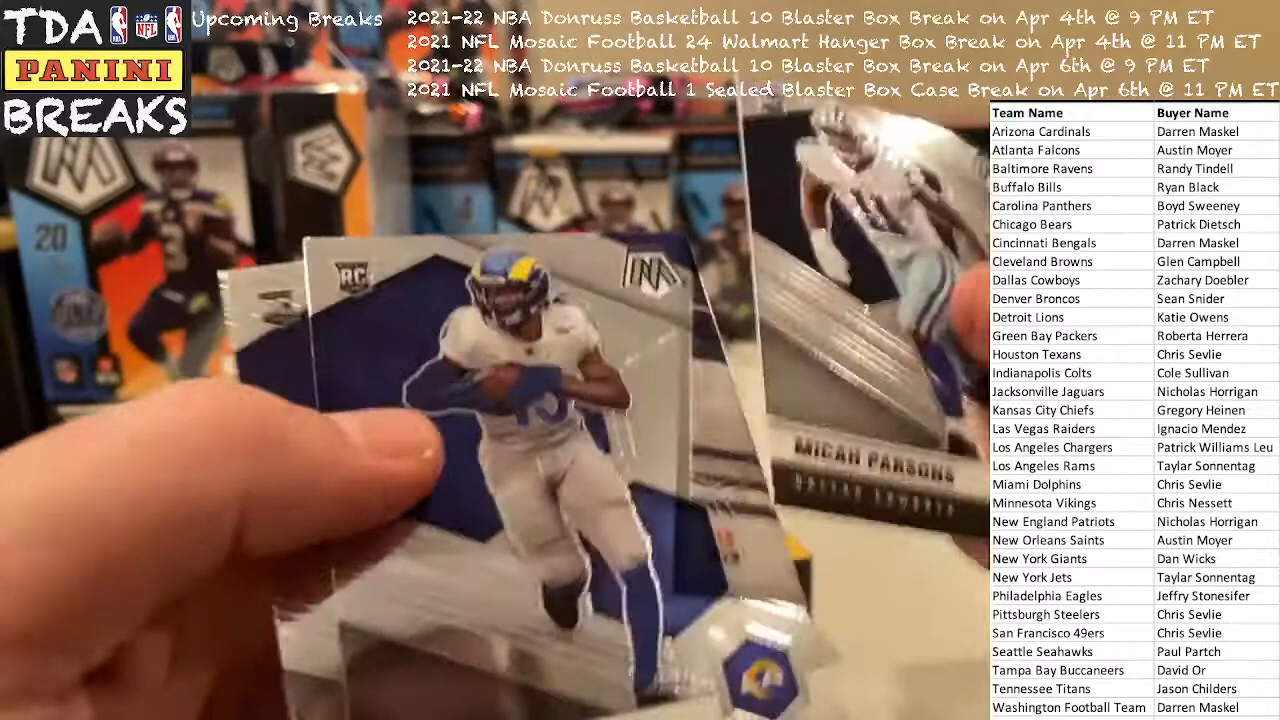 TDA
PANINI
BREAKS
Upcoming Breaks
2021-22 NBA Donruss Basketball 10 Blaster Box Break on Apr 4th @ 9 PM ET
2021 NFL Mosaic Football 24 Walmart Hanger Box Break on Apr 4th @ 11 PM ET
2021-22 NBA Donruss Basketball 10 Blaster Box Break on Apr 6th @ 9 PM ET
2021 NFL Mosaic Football 1 Sealed Blaster Box Case Break on Apr 6th @ 11 PM ET
Team Name Buyer Name
Arizona Cardinals Darren Maskel
Atlanta Falcons Austin Moyer
Baltimore Ravens Randy Tindell
Buffalo Bills Ryan Black
Carolina Panthers Boyd Sweeney
Chicago Bears Patrick Dietsch
Cincinnati Bengals Darren Maskel
Cleveland Browns Glen Campbell
Dallas Cowboys Zachary Doebler
Denver Broncos Sean Snider
Detroit Lions Katie Owens
Green Bay Packers Roberta Herrera
Houston Texans Chris Sevlie
Indianapolis Colts Cole Sullivan
Jacksonville Jaguars Nicholas Horrigan
Kansas City Chiefs Gregory Heinen
Las Vegas Raiders Ignacio Mendez
Los Angeles Chargers Patrick Williams Leu
Los Angeles Rams Taylar Sonnentag
Miami Dolphins Chris Sevlie
Minnesota Vikings Chris Nessett
New England Patriots Nicholas Horrigan
New Orleans Saints Austin Moyer
New York Giants Dan Wicks
New York Jets Taylar Sonnentag
Philadelphia Eagles Jeffry Stonesifer
Pittsburgh Steelers Chris Sevlie
San Francisco 49ers Chris Sevlie
Seattle Seahawks Paul Partch
Tampa Bay Buccaneers David Or
Tennessee Titans Jason Childers
Washington Football Team Darren Maskel
20
3
4
RC
MICAH PARSONS
DALLAS COWBOYS